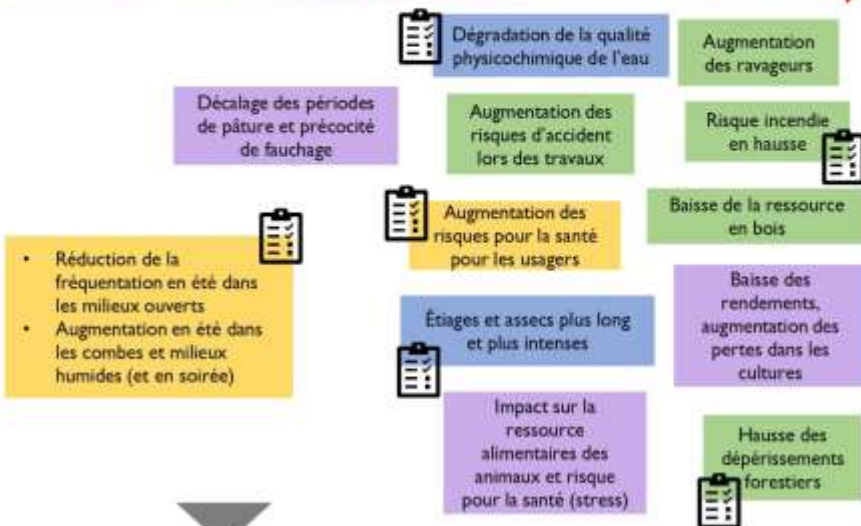 Dégradation de la qualité
physicochimique de l'eau
Augmentation
des ravageurs
Décalage des périodes
de pâture et précocité
de fauchage
Augmentation des
risques d'accident
lors des travaux
Risque incendie
en hausse
Augmentation des
risques pour la santé
pour les usagers
Baisse de la ressource
en bois
• Réduction de la
fréquentation en été dans
les milieux ouverts
• Augmentation en été dans
les combes et milieux
humides (et en soirée)
Étiages et assecs plus long
et plus intenses
Baisse des
rendements,
augmentation des
pertes dans les
cultures
Impact sur la
ressource
alimentaires des
animaux et risque
pour la santé (stress)
Hausse des
dépérissements
forestiers